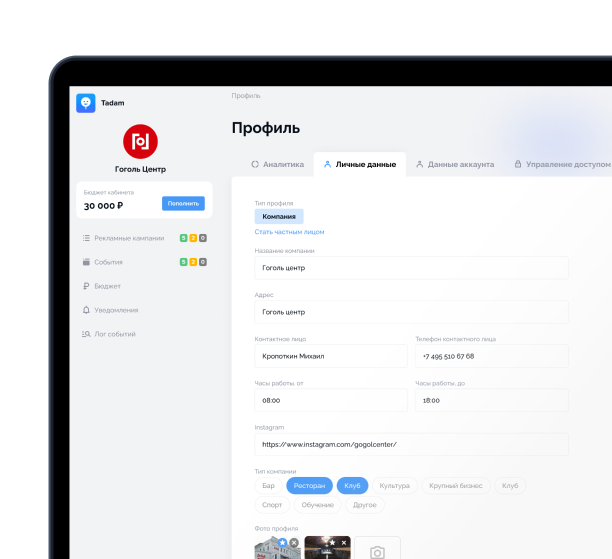 Tadam
Гоголь Центр
Бюджет кабинета
30 000 ₽
Пополнить
Рекламные кампании
5 2 0
События
5 2 0
Бюджет
Уведомления
Лог событий
Профиль
Профиль
Аналитика
Личные данные
Данные аккаунта
Управление доступом
Тип профиля
Компания
Стать частным лицом
Название компании
Гоголь центр
Адрес
Гоголь центр
Контактное лицо
Телефон контактного лица
Кропоткин Михаил
+7 495 510 67 68
Часы работы, от
Часы работы, до
08:00
18:00
Instagram
https://www.instagram.com/gogolcenter/
Тип компании
Бар Ресторан Клуб Культура Крупный бизнес Клуб
Спорт Обучение Другое
Фото профиля